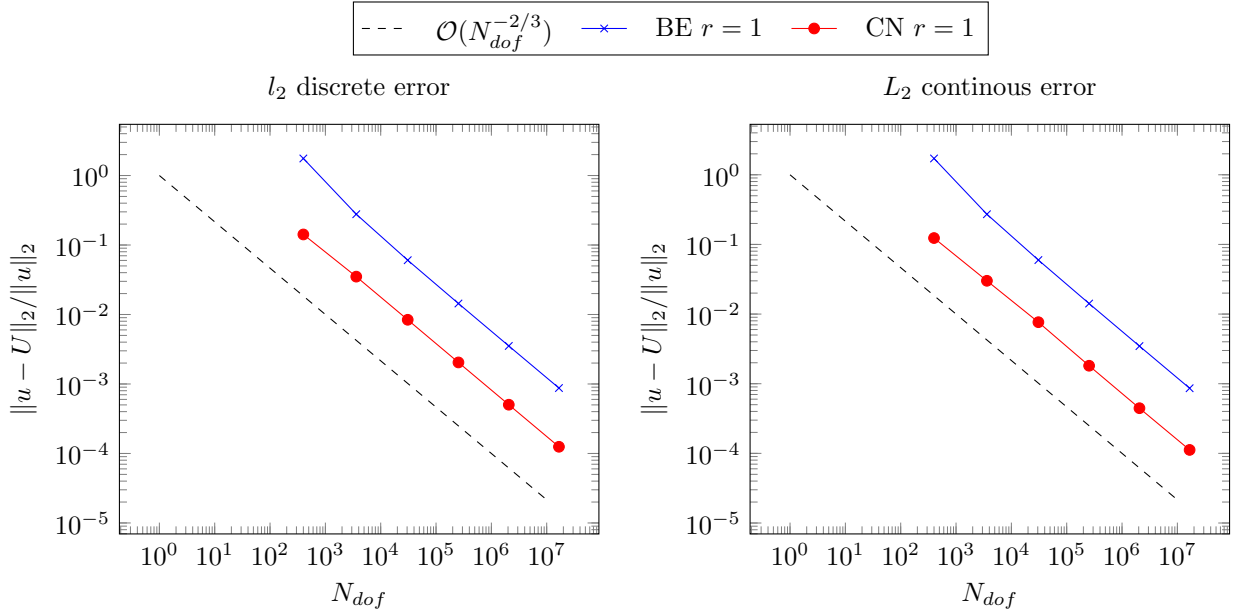 $\mathcal{O}(N_{dof}^{-2/3})$ BE $r = 1$ CN $r = 1$
$l_2$ discrete error
$10^0$
$10^{-1}$
$10^{-2}$
$10^{-3}$
$10^{-4}$
$10^{-5}$
$||u - U||_2/||u||_2$
$10^0$ $10^1$ $10^2$ $10^3$ $10^4$ $10^5$ $10^6$ $10^7$
$N_{dof}$
$L_2$ continous error
$10^0$
$10^{-1}$
$10^{-2}$
$10^{-3}$
$10^{-4}$
$10^{-5}$
$||u - U||_2/||u||_2$
$10^0$ $10^1$ $10^2$ $10^3$ $10^4$ $10^5$ $10^6$ $10^7$
$N_{dof}$